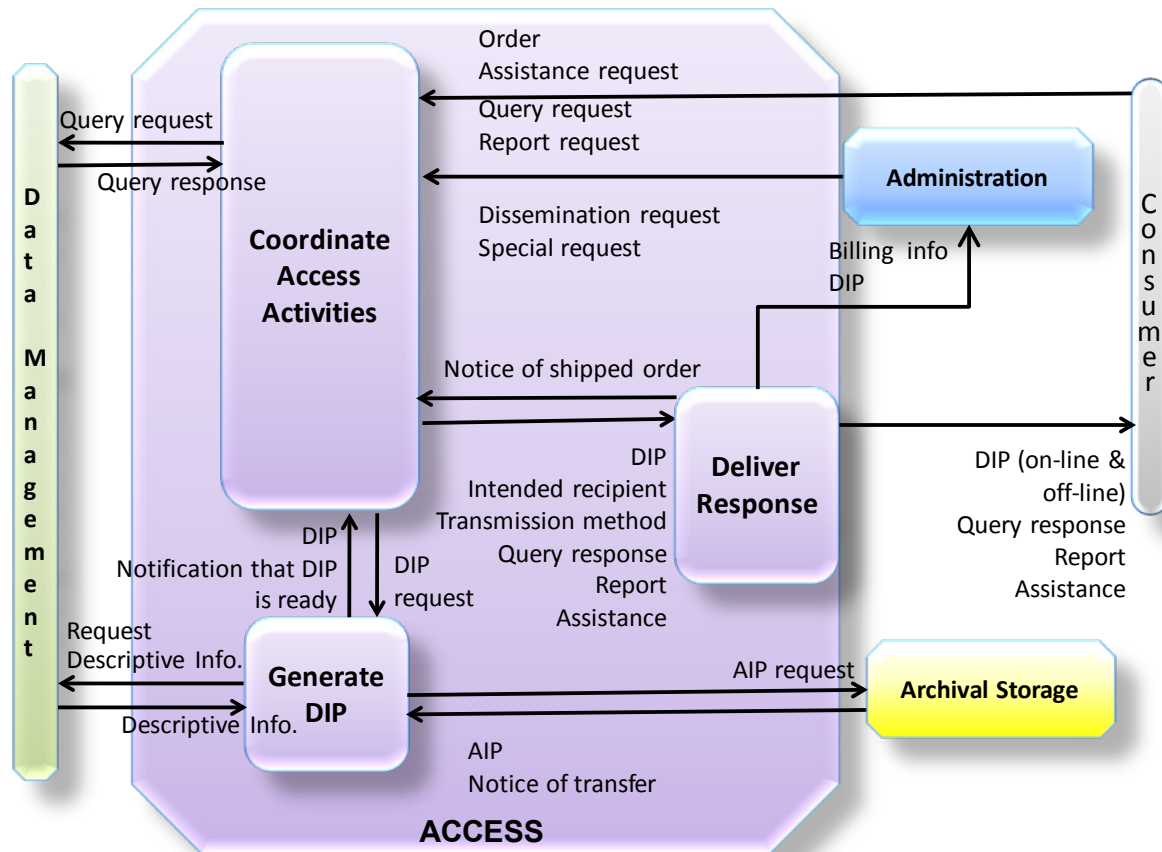 Order
Assistance request
Query request
Report request
Query request
Query response
Data Management
Coordinate
Access
Activities
Administration
Consumer
Dissemination request
Special request
Billing info
DIP
Notice of shipped order
Deliver
Response
DIP
Intended recipient
Transmission method
Query response
Report
Assistance
DIP (on-line &
off-line)
Query response
Report
Assistance
DIP
Notification that DIP
is ready
DIP
request
Request
Descriptive Info.
Descriptive Info.
Generate
DIP
AIP request
Archival Storage
AIP
Notice of transfer
ACCESS